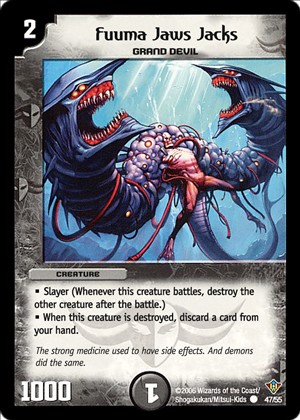 2
Fuuma Jaws Jacks
GRAND DEVIL
CREATURE
▪ Slayer (Whenever this creature battles, destroy the
other creature after the battle.)
▪ When this creature is destroyed, discard a card from
your hand.
The strong medicine used to have side effects. And demons
did the same.
1000
1
©2006 Wizards of the Coast/
Shogakukan/Mitsui-Kids
47/55